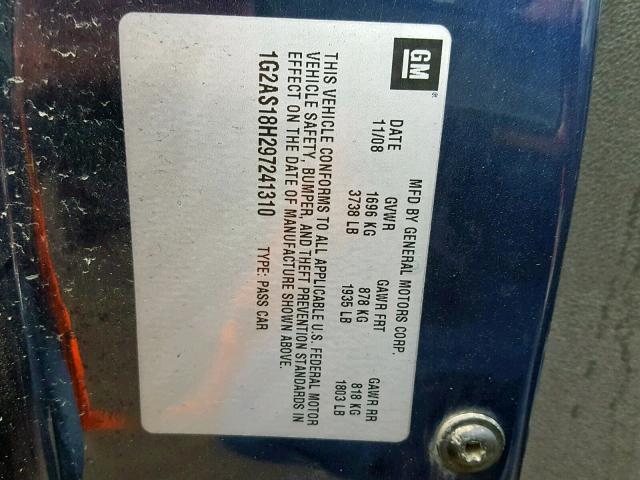 GM ®
MFD BY GENERAL MOTORS CORP.
DATE GVWR GAWR FRT GAWR RR
11/08 1696 KG 878 KG 818 KG
3738 LB 1935 LB 1803 LB
THIS VEHICLE CONFORMS TO ALL APPLICABLE U.S. FEDERAL MOTOR
VEHICLE SAFETY, BUMPER, AND THEFT PREVENTION STANDARDS IN
EFFECT ON THE DATE OF MANUFACTURE SHOWN ABOVE.
1G2AS18H297241310 TYPE: PASS CAR